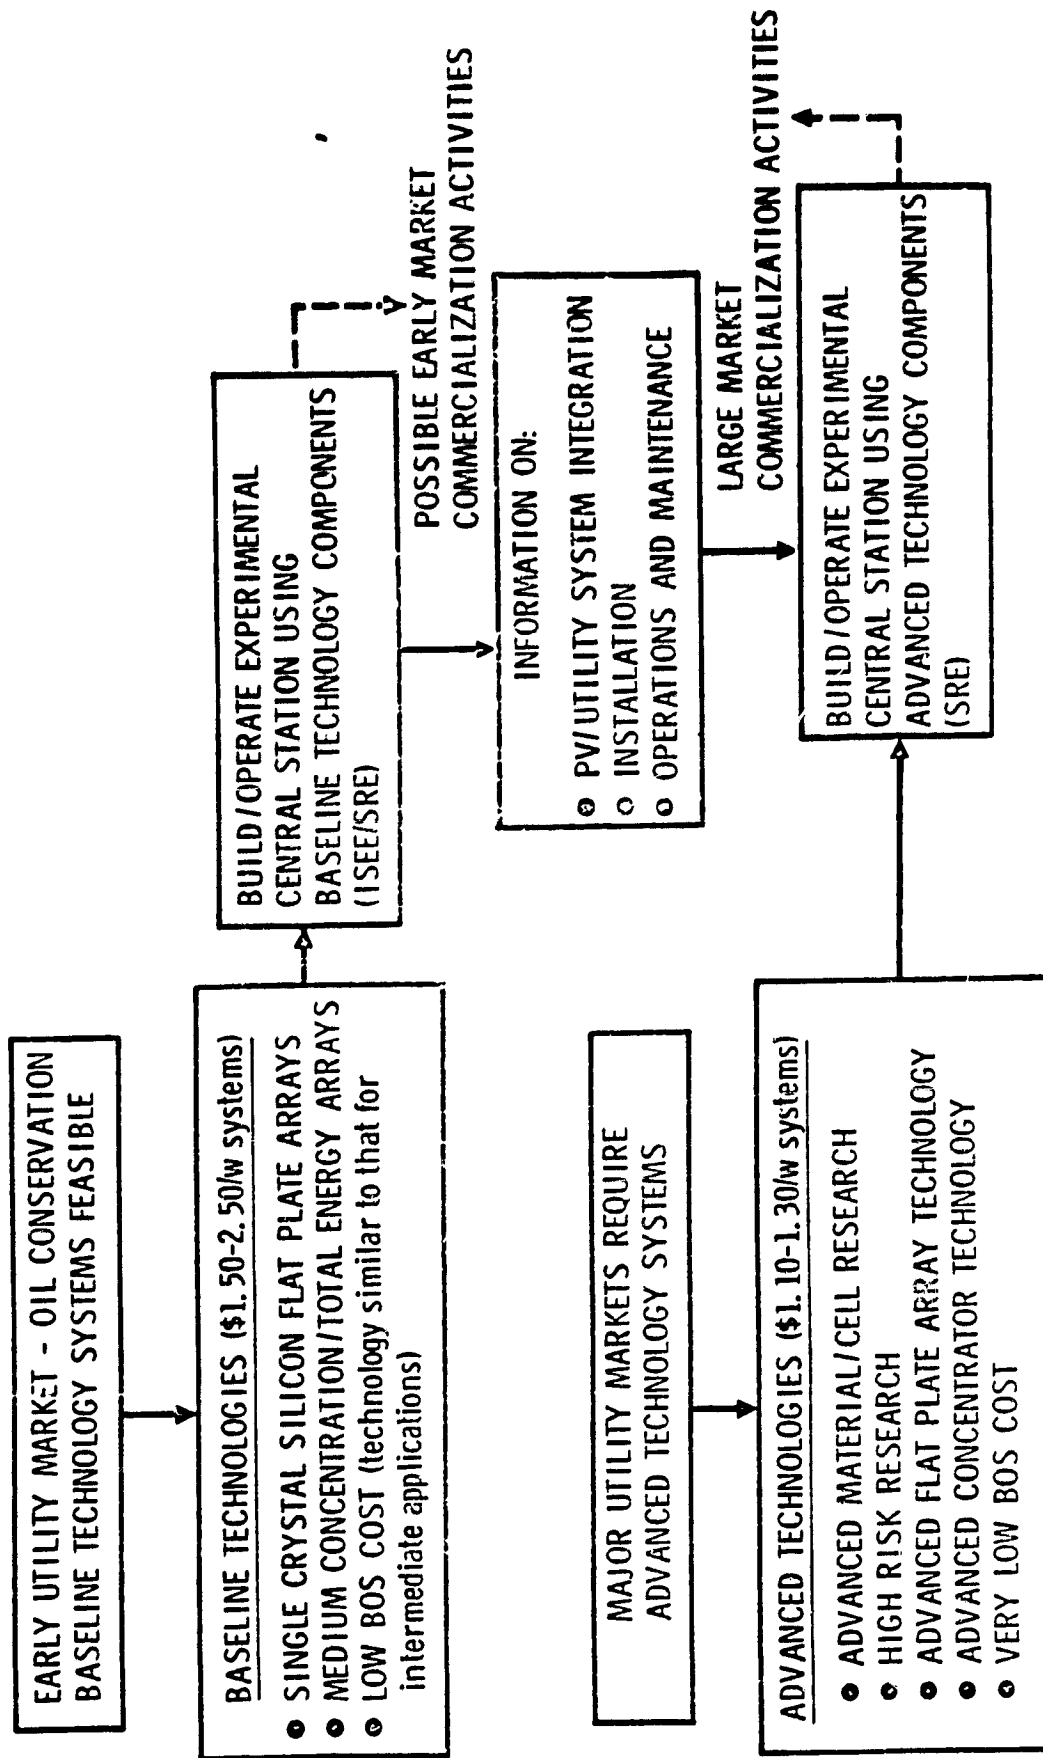 EARLY UTILITY MARKET - OIL CONSERVATION
BASELINE TECHNOLOGY SYSTEMS FEASIBLE
BASELINE TECHNOLOGIES ($1.50-2.50/w systems)
SINGLE CRYSTAL SILICON FLAT PLATE ARRAYS
MEDIUM CONCENTRATION/TOTAL ENERGY ARRAYS
LOW BOS COST (technology similar to that for
intermediate applications)
BUILD/OPERATE EXPERIMENTAL
CENTRAL STATION USING
BASELINE TECHNOLOGY COMPONENTS
(ISEE/SRE)
POSSIBLE EARLY MARKET
COMMERCIALIZATION ACTIVITIES
INFORMATION ON:
PV/UTILITY SYSTEM INTEGRATION
INSTALLATION
OPERATIONS AND MAINTENANCE
MAJOR UTILITY MARKETS REQUIRE
ADVANCED TECHNOLOGY SYSTEMS
ADVANCED TECHNOLOGIES ($1.10-1.30/w systems)
ADVANCED MATERIAL/CELL RESEARCH
HIGH RISK RESEARCH
ADVANCED FLAT PLATE ARRAY TECHNOLOGY
ADVANCED CONCENTRATOR TECHNOLOGY
VERY LOW BOS COST
LARGE MARKET
COMMERCIALIZATION ACTIVITIES
BUILD/OPERATE EXPERIMENTAL
CENTRAL STATION USING
ADVANCED TECHNOLOGY COMPONENTS
(SRE)